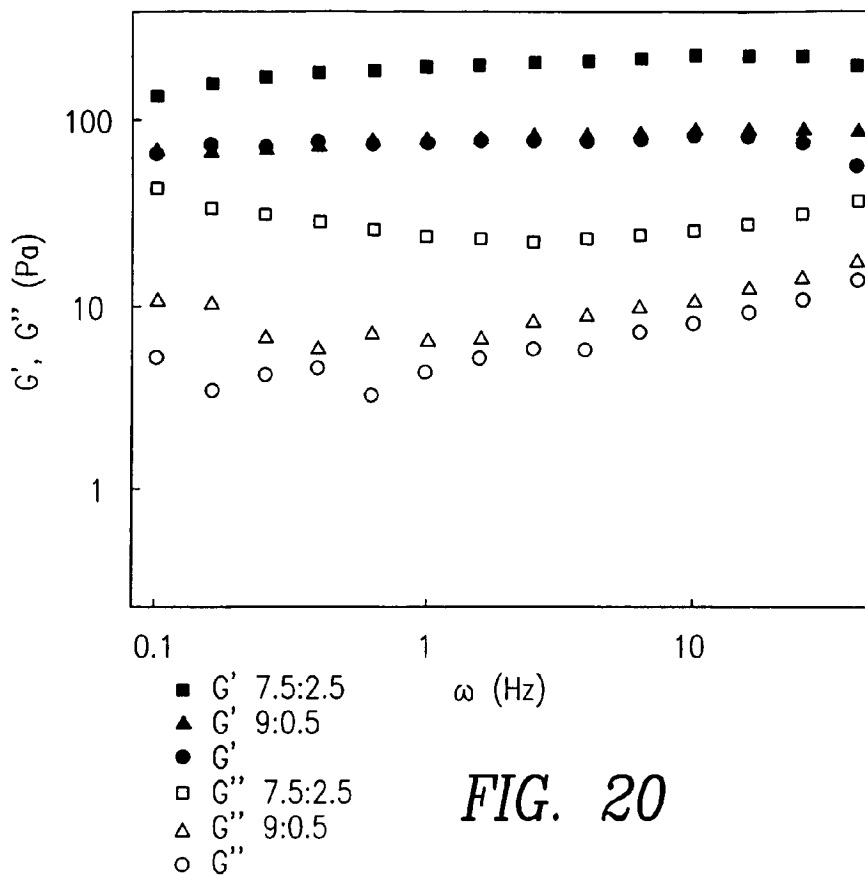 G', G'' (Pa)
100
10
1
0.1 1 10
ω (Hz)
■ G' 7.5:2.5
▲ G' 9:0.5
● G'
□ G'' 7.5:2.5
△ G'' 9:0.5
○ G''
FIG. 20